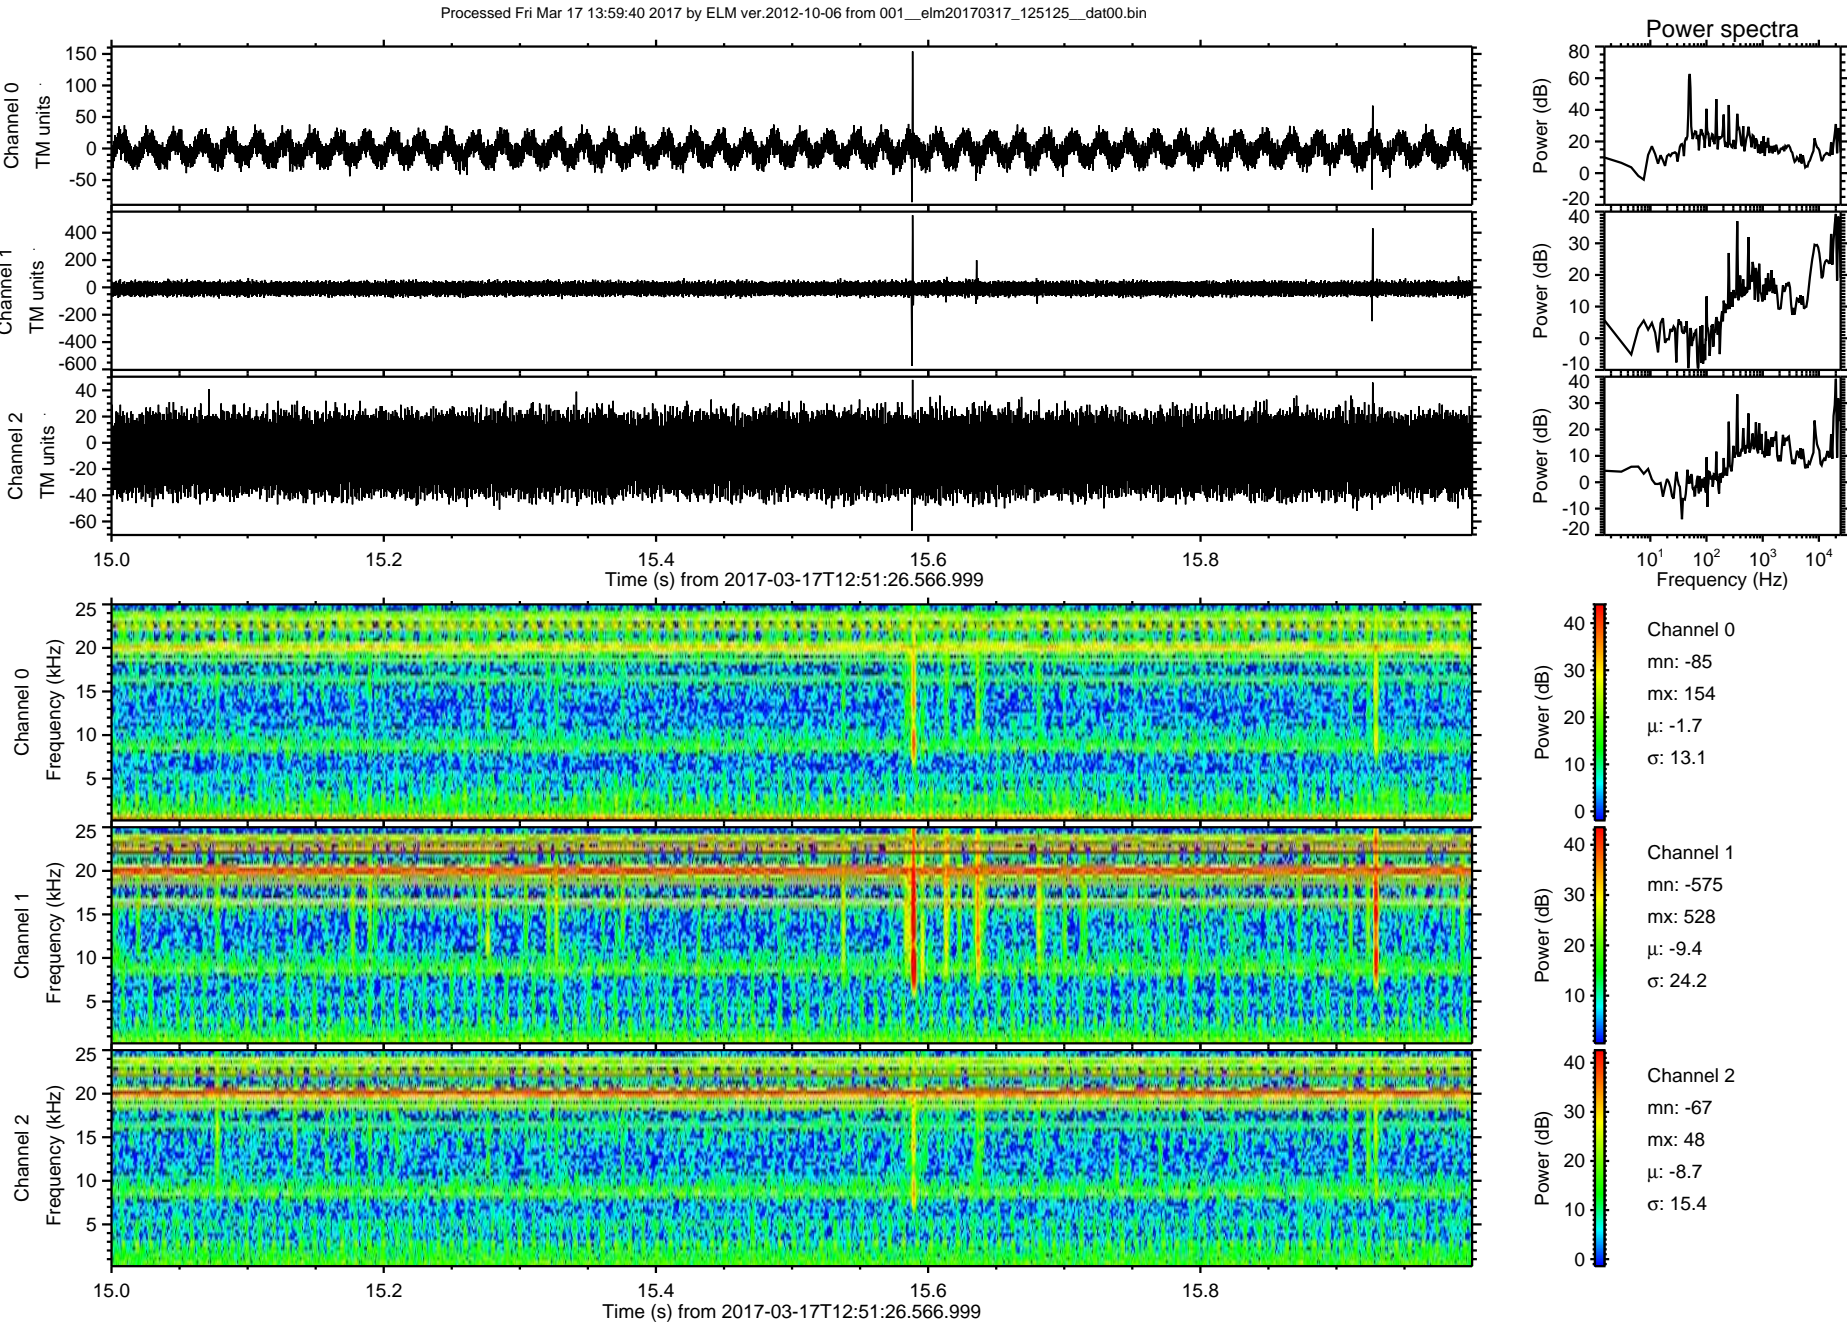 Processed Fri Mar 17 13:59:40 2017 by ELM ver.2012-10-06 from 001__elm20170317_125125__dat00.bin
Power spectra
Channel 0
TM units
150
100
50
0
-50
Power (dB)
80
60
40
20
0
-20
Channel 1
TM units
400
200
0
-200
-400
-600
Power (dB)
40
30
20
10
0
-10
Channel 2
TM units
40
20
0
-20
-40
-60
Power (dB)
40
30
20
10
0
-10
-20
15.0 15.2 15.4 15.6 15.8
Time (s) from 2017-03-17T12:51:26.566.999
10¹ 10² 10³ 10⁴
Frequency (Hz)
Channel 0
Frequency (kHz)
25
20
15
10
5
Power (dB)
40
30
20
10
0
Channel 0
mn: -85
mx: 154
μ: -1.7
σ: 13.1
Channel 1
Frequency (kHz)
25
20
15
10
5
Power (dB)
40
30
20
10
Channel 1
mn: -575
mx: 528
μ: -9.4
σ: 24.2
Channel 2
Frequency (kHz)
25
20
15
10
5
Power (dB)
40
30
20
10
0
Channel 2
mn: -67
mx: 48
μ: -8.7
σ: 15.4
15.0 15.2 15.4 15.6 15.8
Time (s) from 2017-03-17T12:51:26.566.999